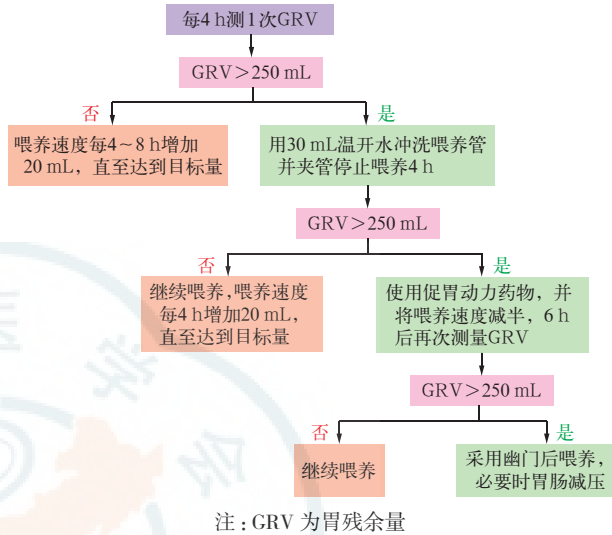 每4 h测1次GRV
GRV>250 mL
否
是
喂养速度每4~8 h增加
20 mL，直至达到目标量
用30 mL温开水冲洗喂养管
并夹管停止喂养4 h
GRV>250 mL
否
是
继续喂养，喂养速度
每4 h增加20 mL，
直至达到目标量
使用促胃动力药物，并
将喂养速度减半，6 h
后再次测量GRV
GRV>250 mL
否
是
继续喂养
采用幽门后喂养，
必要时胃肠减压
注：GRV 为胃残余量
学
会